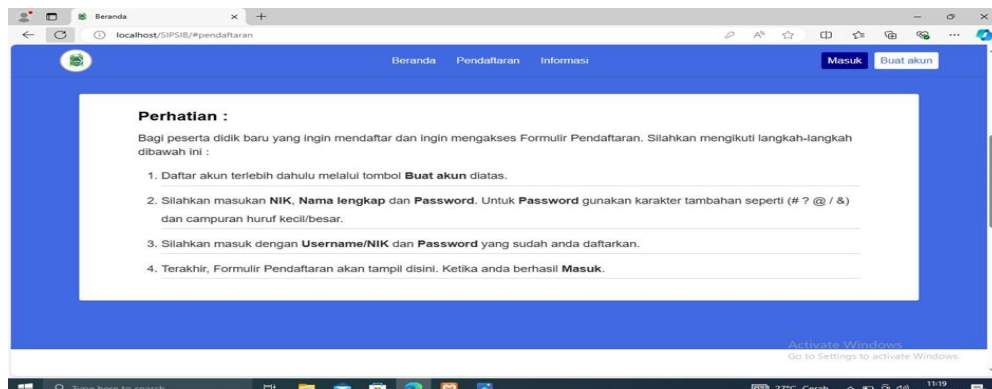 Beranda
localhost/SIPSIB/#pendaftaran
Beranda Pendaftaran Informasi Masuk Buat akun
Perhatian :
Bagi peserta didik baru yang ingin mendaftar dan ingin mengakses Formulir Pendaftaran. Silahkan mengikuti langkah-langkah
dibawah ini :
1. Daftar akun terlebih dahulu melalui tombol Buat akun diatas.
2. Silahkan masukan NIK, Nama lengkap dan Password. Untuk Password gunakan karakter tambahan seperti (# ? @ / &)
dan campuran huruf kecil/besar.
3. Silahkan masuk dengan Username/NIK dan Password yang sudah anda daftarkan.
4. Terakhir, Formulir Pendaftaran akan tampil disini. Ketika anda berhasil Masuk.
Activate Windows
Go to Settings to activate Windows.
Type here to search 27°C Cerah 11:19